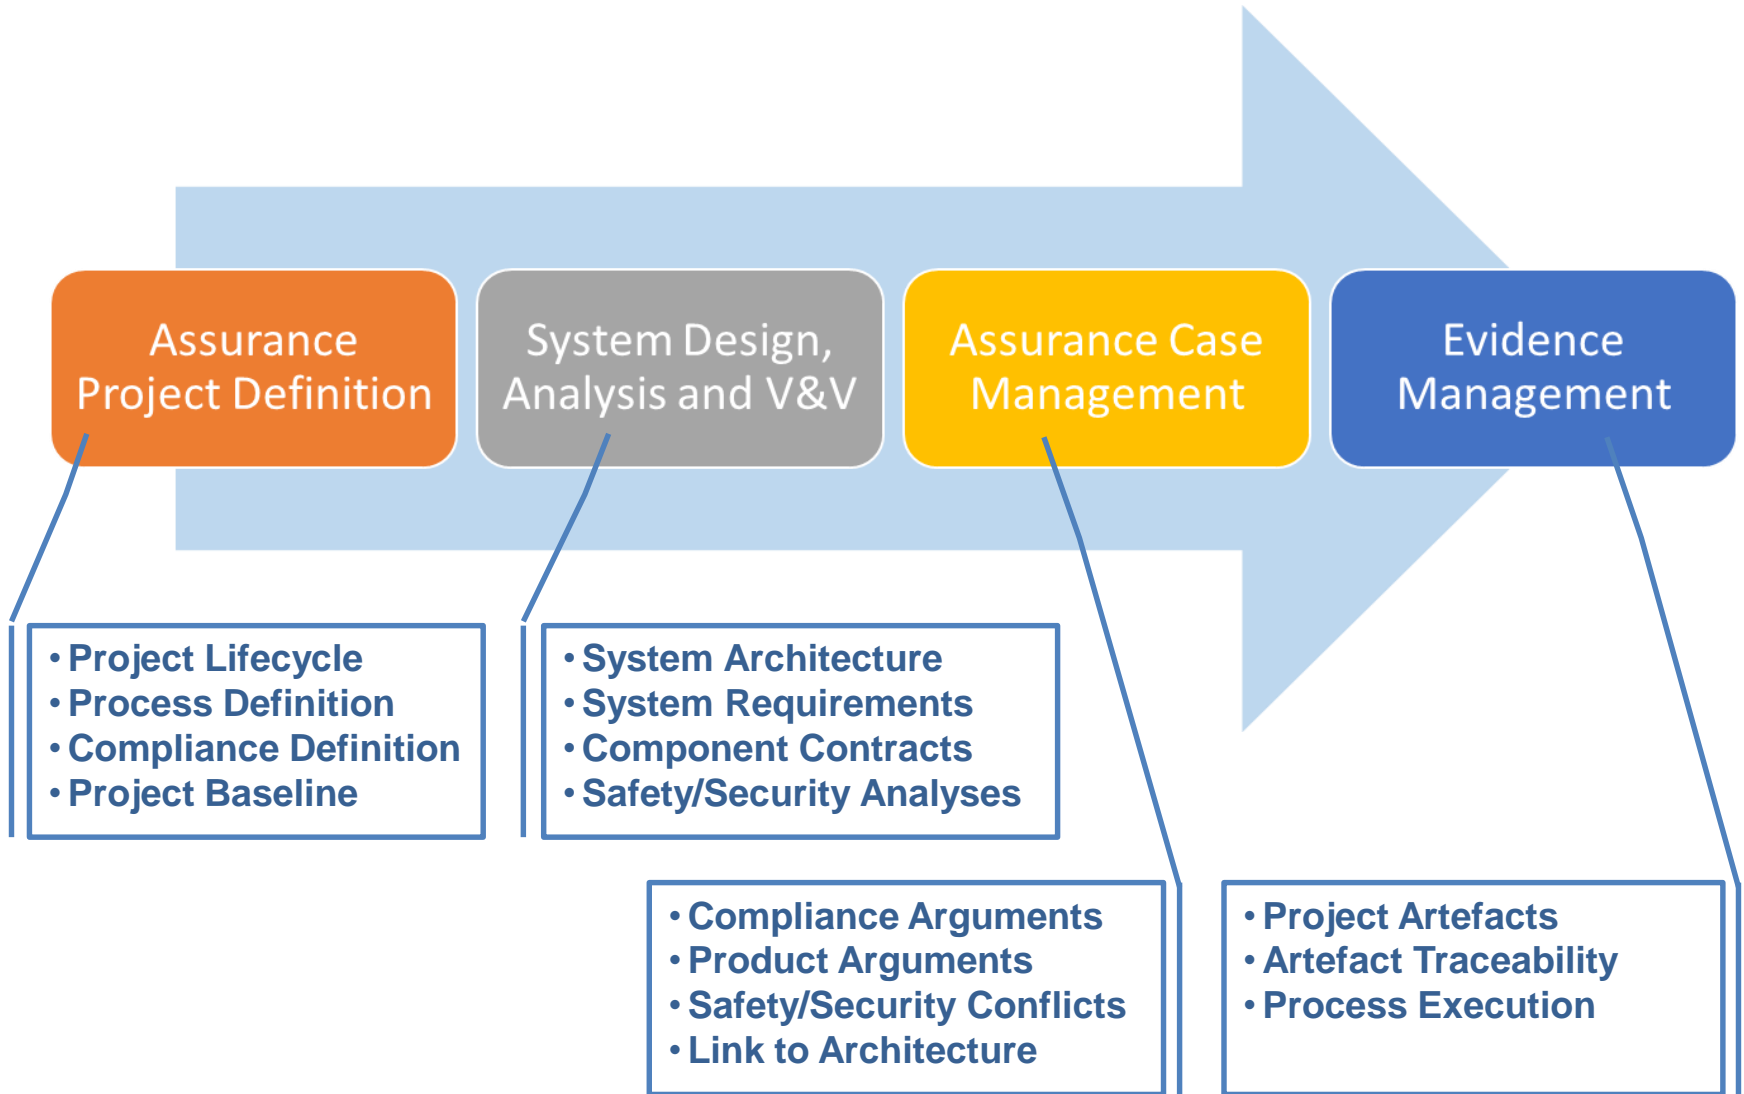 Assurance
Project Definition
System Design,
Analysis and V&V
Assurance Case
Management
Evidence
Management
• Project Lifecycle
• Process Definition
• Compliance Definition
• Project Baseline
• System Architecture
• System Requirements
• Component Contracts
• Safety/Security Analyses
• Compliance Arguments
• Product Arguments
• Safety/Security Conflicts
• Link to Architecture
• Project Artefacts
• Artefact Traceability
• Process Execution